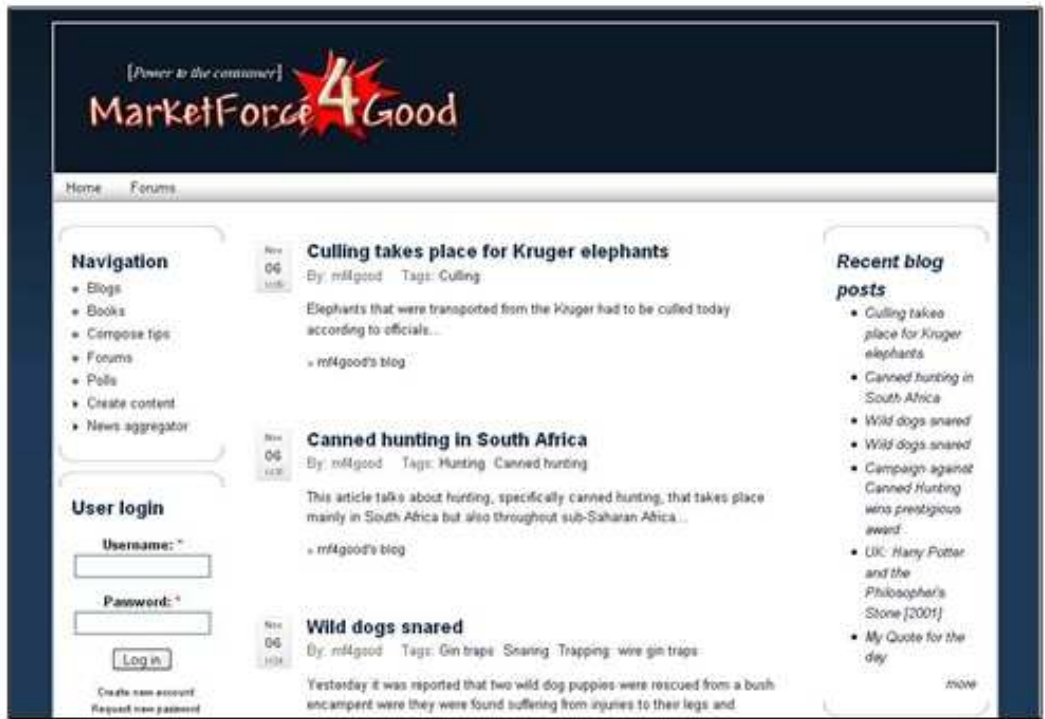 [Power to the consumer]
MarketForce4Good
Home Forums
Navigation
Blogs
Books
Compose tips
Forums
Polls
Create content
News aggregator
User login
Username: *
Password: *
Log in
Create new account
Request new password
Nov
06
Culling takes place for Kruger elephants
By: mf4good Tags: Culling
Elephants that were transported from the Kruger had to be culled today
according to officials...
» mf4good's blog
Nov
06
Canned hunting in South Africa
By: mf4good Tags: Hunting Canned hunting
This article talks about hunting, specifically canned hunting, that takes place
mainly in South Africa but also throughout sub-Saharan Africa...
» mf4good's blog
Nov
06
Wild dogs snared
By: mf4good Tags: Gin traps Snaring Trapping wire gin traps
Yesterday it was reported that two wild dog puppies were rescued from a bush
encampent were they were found suffering from injuries to their legs and
Recent blog
posts
Culling takes
place for Kruger
elephants
Canned hunting in
South Africa
Wild dogs snared
Wild dogs snared
Campaign against
Canned Hunting
wins prestigious
award
UK: Harry Potter
and the
Philosopher's
Stone [2001]
My Quote for the
day
more